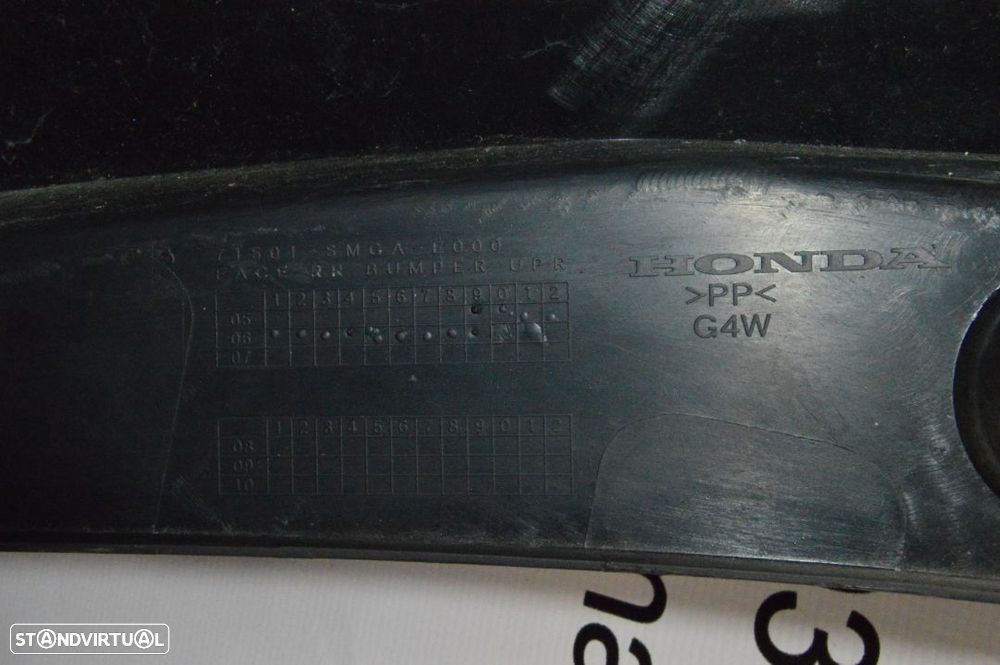 71501-SMGA-E000
FACE RR BUMPER UPR
HONDA
>PP<
G4W
1 2 3 4 5 6 7 8 9 0 1 2
05
06
07
1 2 3 4 5 6 7 8 9 0 1 2
08
09
10
3
na
STANDVIRTUAL